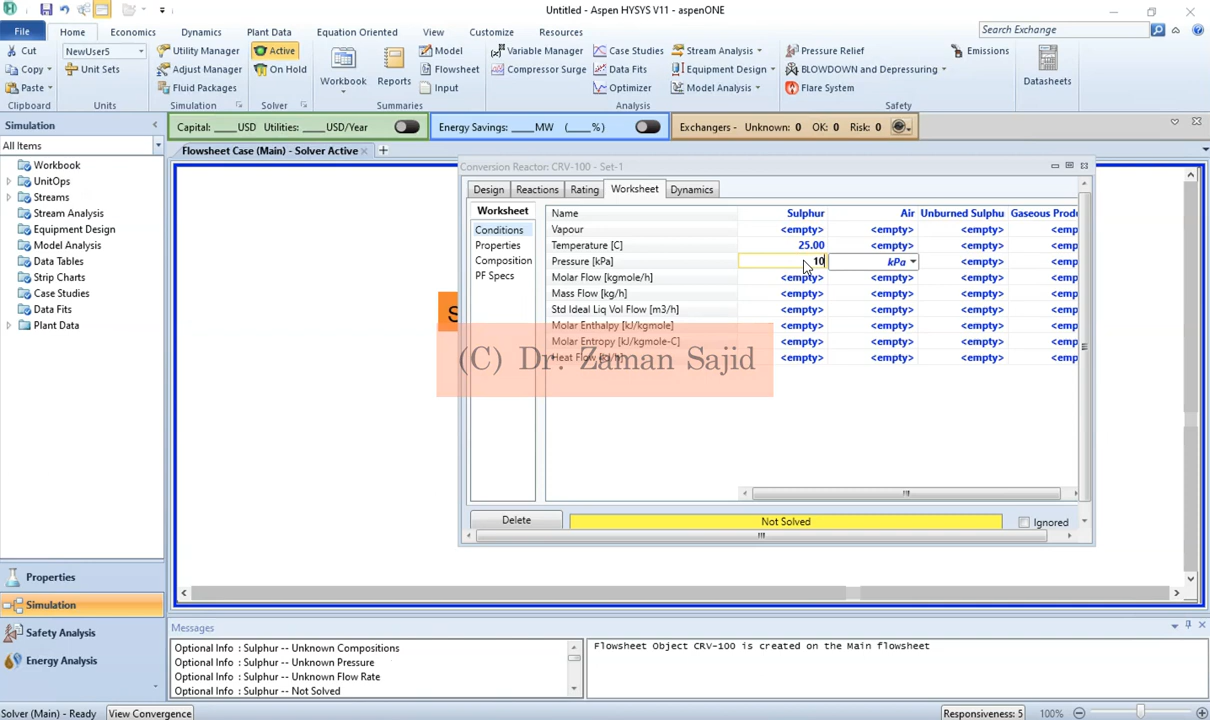 Untitled - Aspen HYSYS V11 - aspenONE
File Home Economics Dynamics Plant Data Equation Oriented View Customize Resources Search Exchange
Cut NewUser5 Utility Manager Active Model Variable Manager Case Studies Stream Analysis Pressure Relief Emissions
Copy Unit Sets Adjust Manager On Hold Workbook Reports Flowsheet Compressor Surge Data Fits Equipment Design BLOWDOWN and Depressuring Datasheets
Paste Fluid Packages Input Optimizer Model Analysis Flare System
Clipboard Units Simulation Solver Summaries Analysis Safety
Simulation Capital: ____USD Utilities: ____USD/Year Energy Savings: ____MW (____%) Exchangers - Unknown: 0 OK: 0 Risk: 0
All Items Flowsheet Case (Main) - Solver Active
Workbook
UnitOps
Streams
Stream Analysis
Equipment Design
Model Analysis
Data Tables
Strip Charts
Case Studies
Data Fits
Plant Data
Properties
Simulation
Safety Analysis
Energy Analysis
Conversion Reactor: CRV-100 - Set-1
Design Reactions Rating Worksheet Dynamics
Worksheet
Conditions
Properties
Composition
PF Specs
Name Sulphur Air Unburned Sulphu Gaseous Produ
Vapour <empty> <empty> <empty> <emp
Temperature [C] 25.00 <empty> <empty> <emp
Pressure [kPa] 10 kPa <empty> <emp
Molar Flow [kgmole/h] <empty> <empty> <empty> <emp
Mass Flow [kg/h] <empty> <empty> <empty> <emp
Std Ideal Liq Vol Flow [m3/h] <empty> <empty> <empty> <emp
Molar Enthalpy [kJ/kgmole] <empty> <empty> <empty> <emp
Molar Entropy [kJ/kgmole-C] <empty> <empty> <empty> <emp
Heat Flow [kJ/h] <empty> <empty> <empty> <emp
S
(C) Dr. Zaman Sajid
Delete Not Solved Ignored
Messages
Optional Info : Sulphur -- Unknown Compositions
Optional Info : Sulphur -- Unknown Pressure
Optional Info : Sulphur -- Unknown Flow Rate
Optional Info : Sulphur -- Not Solved
Flowsheet Object CRV-100 is created on the Main flowsheet
Solver (Main) - Ready View Convergence Responsiveness: 5 100%